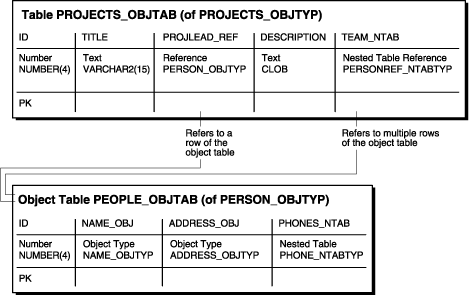 Table PROJECTS_OBJTAB (of PROJECTS_OBJTYP)
ID TITLE PROJLEAD_REF DESCRIPTION TEAM_NTAB
Number Text Reference Text Nested Table Reference
NUMBER(4) VARCHAR2(15) PERSON_OBJTYP CLOB PERSONREF_NTABTYP
PK
Refers to a Refers to multiple rows
row of the of the object table
object table
Object Table PEOPLE_OBJTAB (of PERSON_OBJTYP)
ID NAME_OBJ ADDRESS_OBJ PHONES_NTAB
Number Object Type Object Type Nested Table
NUMBER(4) NAME_OBJTYP ADDRESS_OBJTYP PHONE_NTABTYP
PK